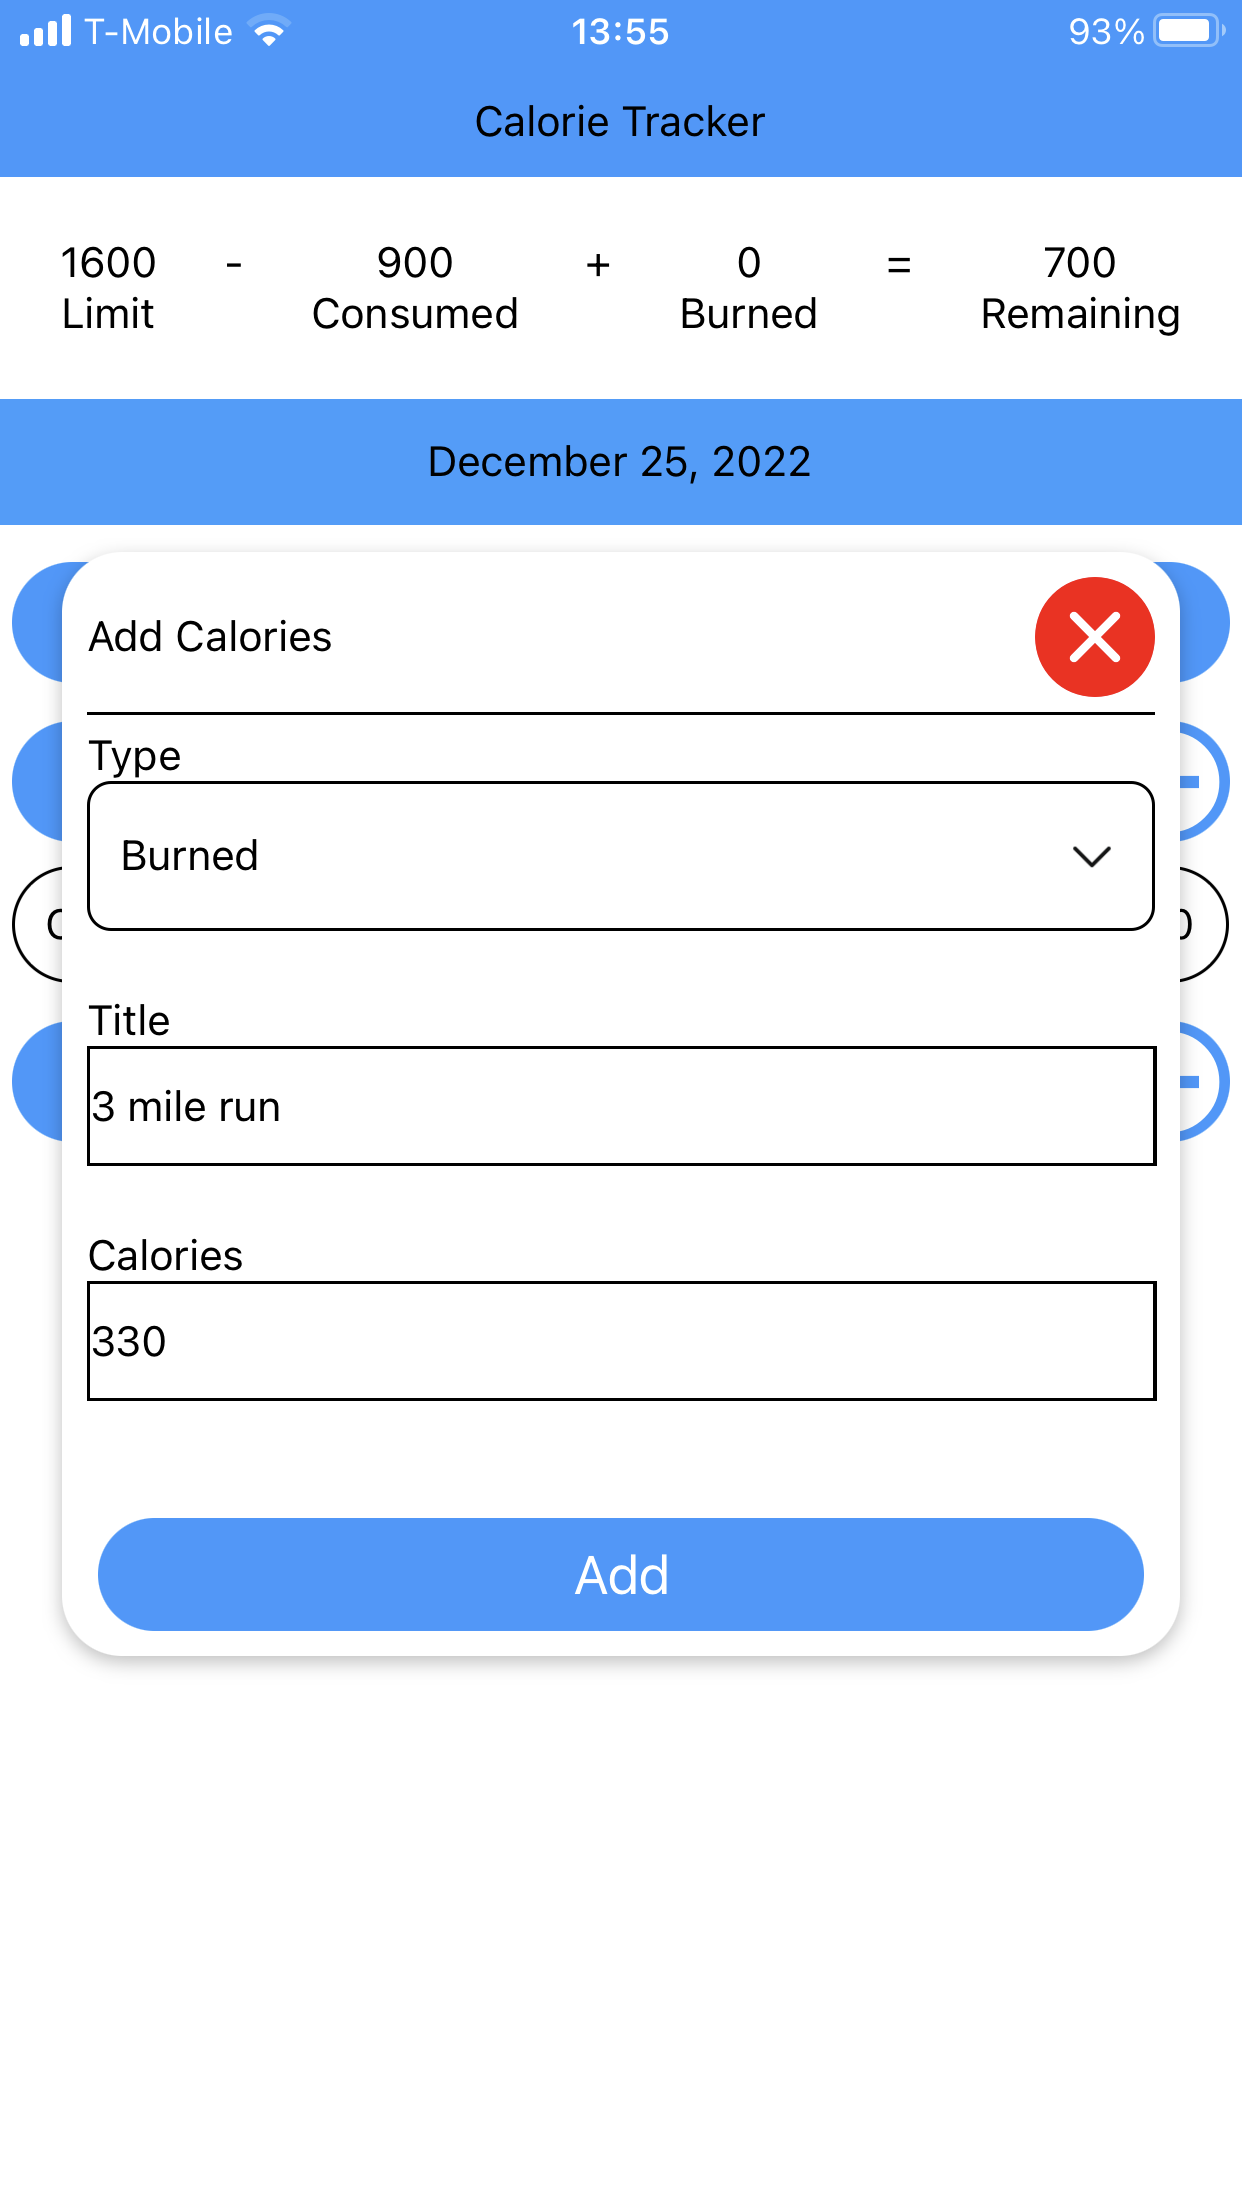 T-Mobile 13:55 93%
Calorie Tracker
1600 - 900 + 0 = 700
Limit Consumed Burned Remaining
December 25, 2022
Add Calories
Type
Burned
Title
3 mile run
Calories
330
Add